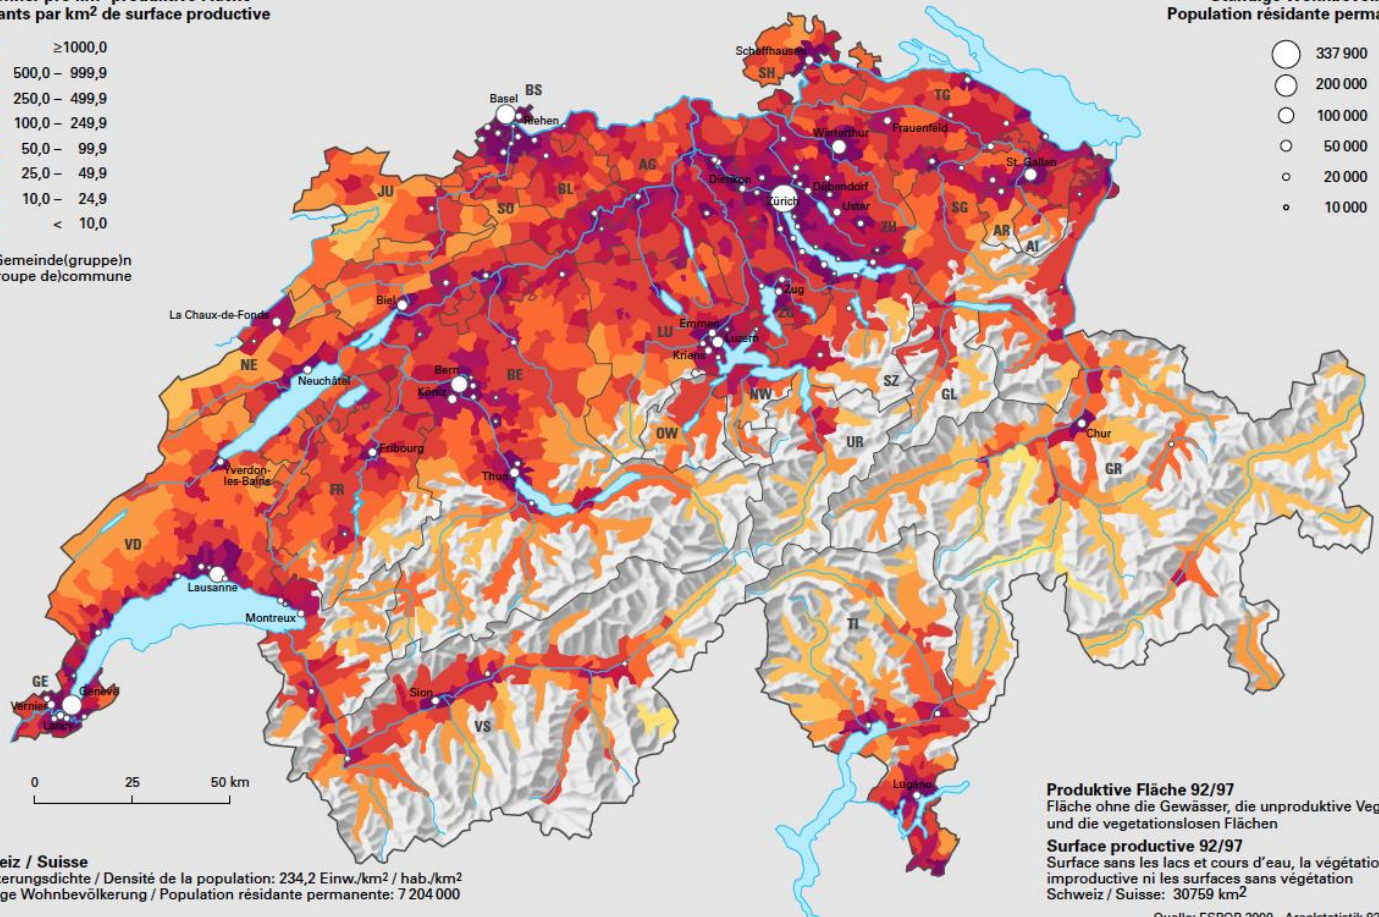 ants par km² de surface productive
≥1000,0
500,0 – 999,9
250,0 – 499,9
100,0 – 249,9
50,0 – 99,9
25,0 – 49,9
10,0 – 24,9
< 10,0
Gemeinde(gruppe)n
roupe de)commune
Population résidante perma
337 900
200 000
100 000
50 000
20 000
10 000
Schaffhausen
SH
BS
Basel
Riehen
TG
Winterthur
Frauenfeld
St. Gallen
AG
Dietikon
Dübendorf
Zürich
Uster
JU
BL
SO
SG
AR
AI
ZH
Biel
La Chaux-de-Fonds
Zug
ZG
Emmen
LU
Luzern
Kriens
NE
Neuchâtel
Bern
BE
Köniz
SZ
GL
NW
OW
UR
Chur
GR
Fribourg
Yverdon-
les-Bains
Thun
FR
VD
Lausanne
Montreux
TI
GE
Genève
Vernier
Lancy
Sion
VS
Lugano
0 25 50 km
Produktive Fläche 92/97
Fläche ohne die Gewässer, die unproduktive Veg
und die vegetationslosen Flächen
Surface productive 92/97
Surface sans les lacs et cours d'eau, la végétatio
improductive ni les surfaces sans végétation
Schweiz / Suisse: 30759 km²
eiz / Suisse
kerungsdichte / Densité de la population: 234,2 Einw./km² / hab./km²
ge Wohnbevölkerung / Population résidante permanente: 7 204 000